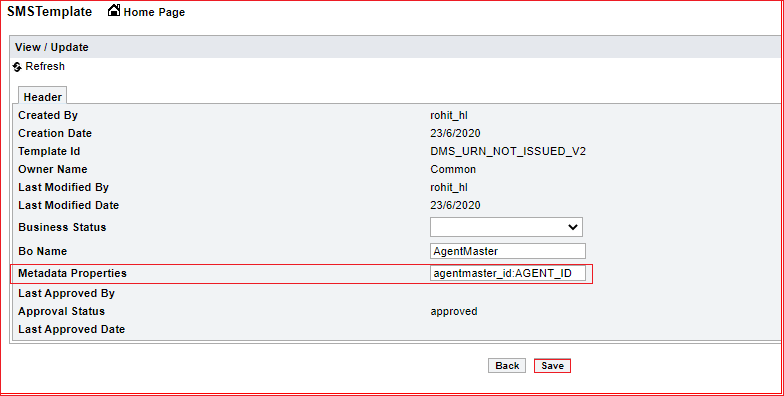 SMSTemplate Home Page
View / Update
Refresh
Header
Created By rohit_hl
Creation Date 23/6/2020
Template Id DMS_URN_NOT_ISSUED_V2
Owner Name Common
Last Modified By rohit_hl
Last Modified Date 23/6/2020
Business Status
Bo Name AgentMaster
Metadata Properties agentmaster_id:AGENT_ID
Last Approved By
Approval Status approved
Last Approved Date
Back Save